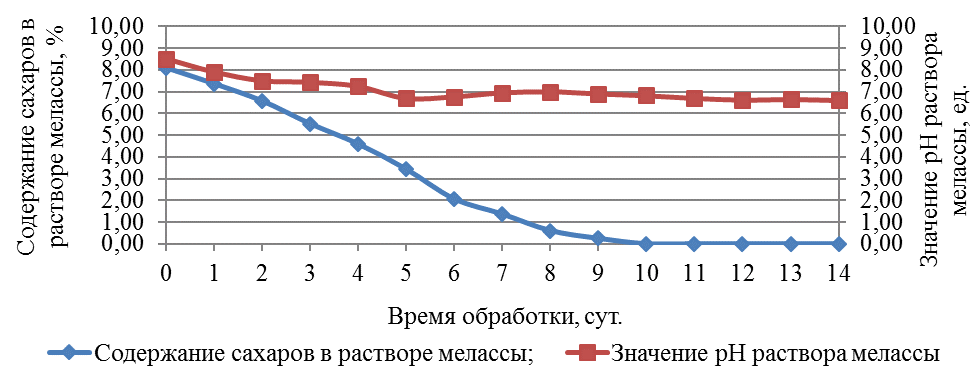 Содержание сахаров в
растворе мелассы, %
10,00
9,00
8,00
7,00
6,00
5,00
4,00
3,00
2,00
1,00
0,00
0 1 2 3 4 5 6 7 8 9 10 11 12 13 14
10,00
9,00
8,00
7,00
6,00
5,00
4,00
3,00
2,00
1,00
0,00
Значение pH раствора
мелассы, ед.
Время обработки, сут.
Содержание сахаров в растворе мелассы;
Значение pH раствора мелассы